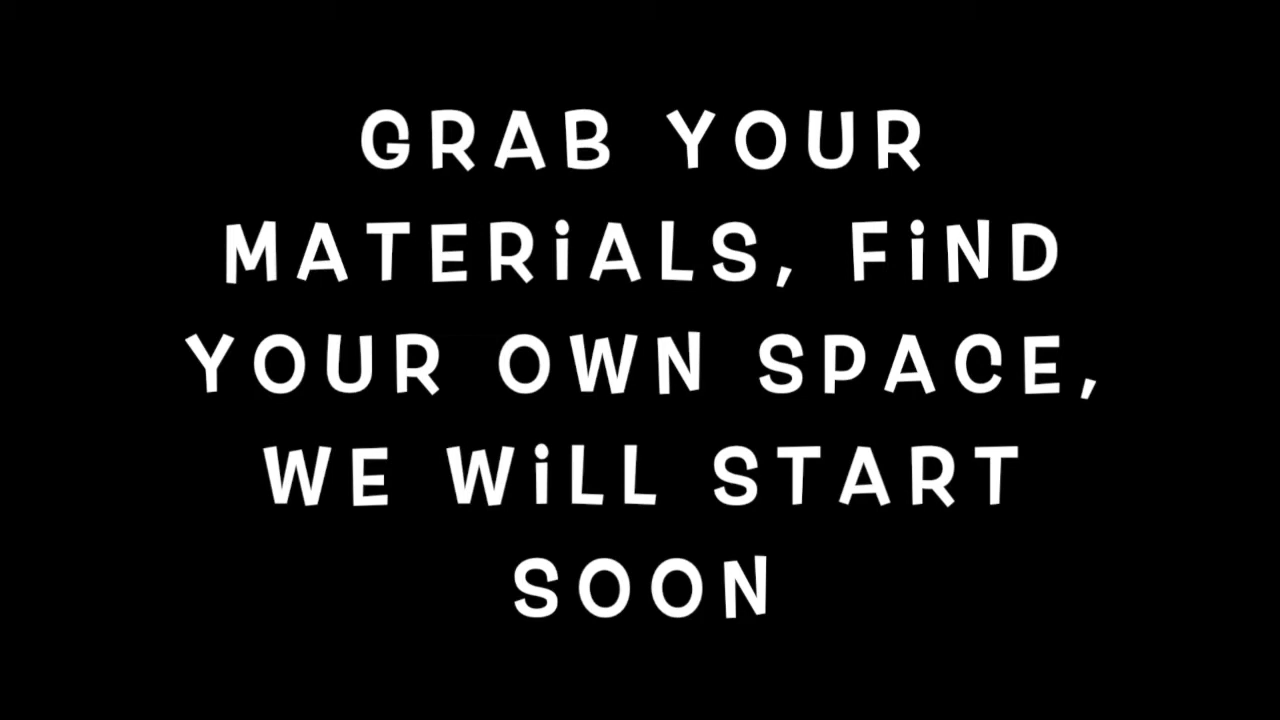 GRAB YOUR
MATERiALS, FiND
YOUR OWN SPACE,
WE WiLL START
SOON